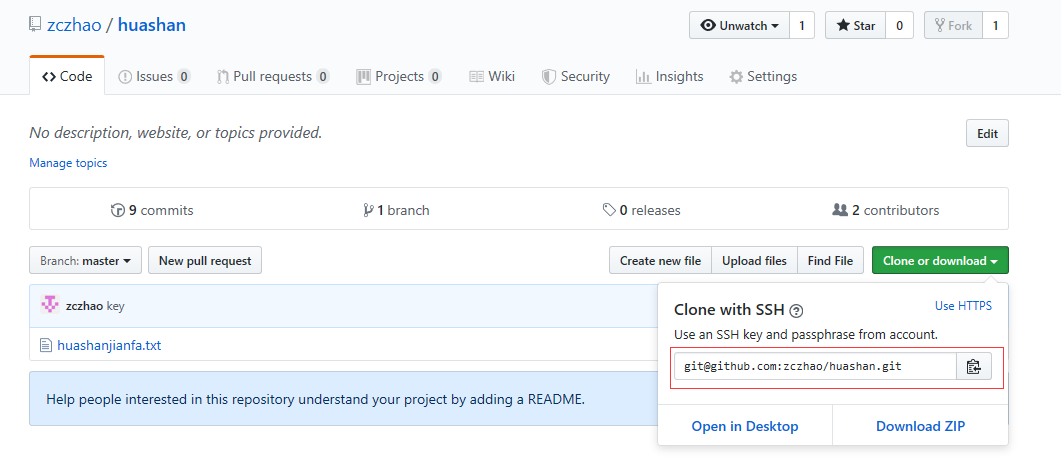 zczhao / huashan
Unwatch 1
Star 0
Fork 1
Code
Issues 0
Pull requests 0
Projects 0
Wiki
Security
Insights
Settings
No description, website, or topics provided.
Edit
Manage topics
9 commits
1 branch
0 releases
2 contributors
Branch: master
New pull request
Create new file
Upload files
Find File
Clone or download
zczhao key
huashanjianfa.txt
Help people interested in this repository understand your project by adding a README.
Clone with SSH ?
Use HTTPS
Use an SSH key and passphrase from account.
git@github.com:zczhao/huashan.git
Open in Desktop
Download ZIP